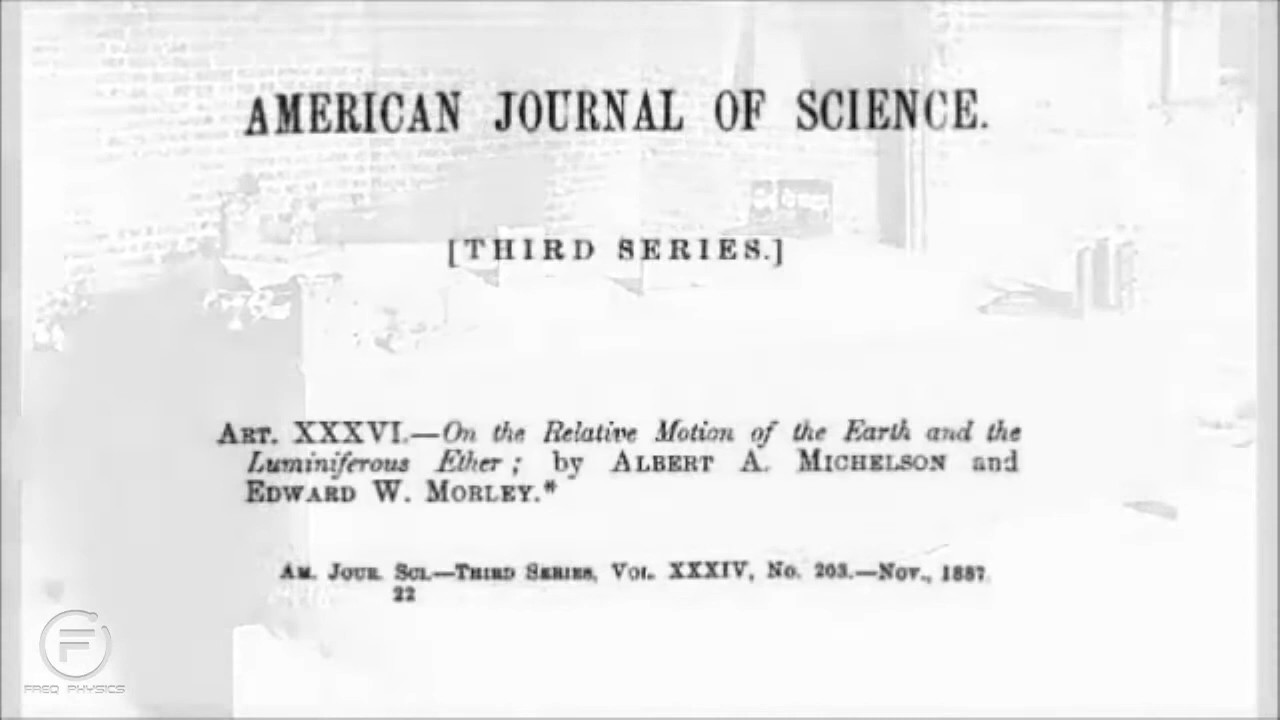 AMERICAN JOURNAL OF SCIENCE.
[THIRD SERIES.]
ART. XXXVI.—On the Relative Motion of the Earth and the
Luminiferous Ether; by ALBERT A. MICHELSON and
EDWARD W. MORLEY.*
AM. JOUR. SCI.—THIRD SERIES, VOL. XXXIV, NO. 203.—NOV., 1887.
22
FREQ PHYSICS